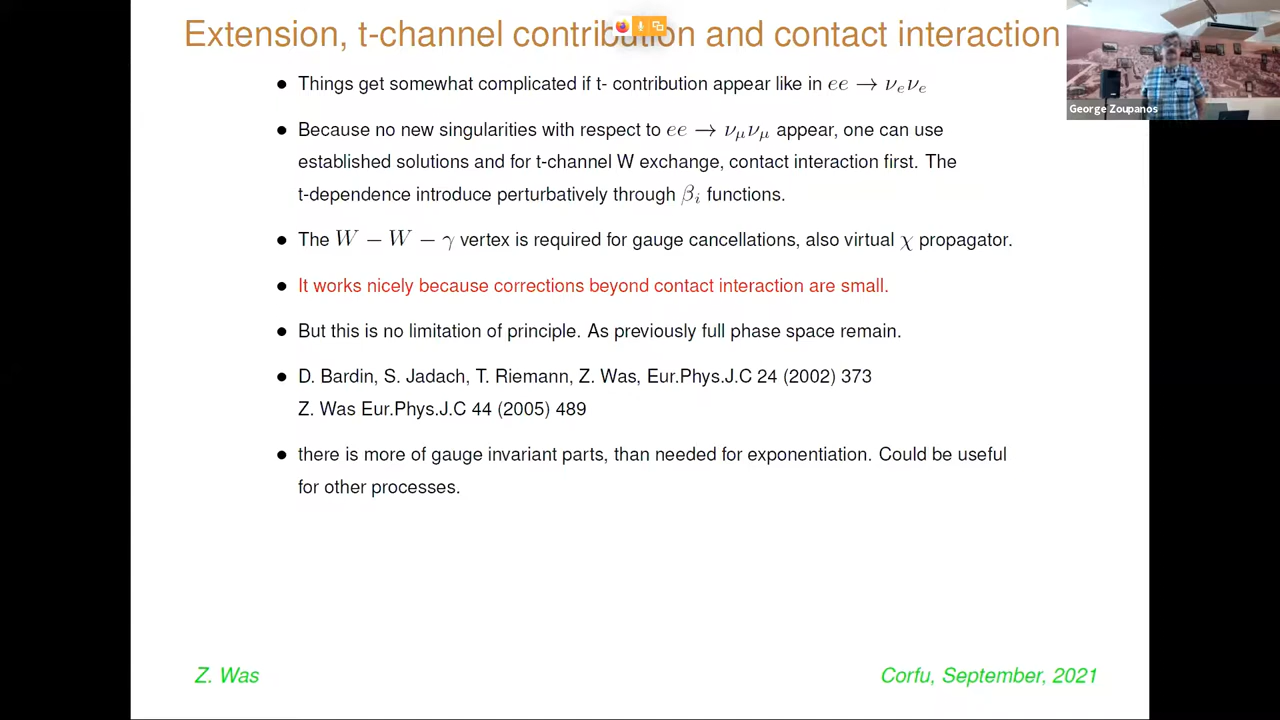 Extension, t-channel contribution and contact interaction
George Zoupanos
● Things get somewhat complicated if t- contribution appear like in ee → νₑνₑ
● Because no new singularities with respect to ee → ν_μν_μ appear, one can use
established solutions and for t-channel W exchange, contact interaction first. The
t-dependence introduce perturbatively through βᵢ functions.
● The W − W − γ vertex is required for gauge cancellations, also virtual χ propagator.
● It works nicely because corrections beyond contact interaction are small.
● But this is no limitation of principle. As previously full phase space remain.
● D. Bardin, S. Jadach, T. Riemann, Z. Was, Eur.Phys.J.C 24 (2002) 373
Z. Was Eur.Phys.J.C 44 (2005) 489
● there is more of gauge invariant parts, than needed for exponentiation. Could be useful
for other processes.
Z. Was
Corfu, September, 2021